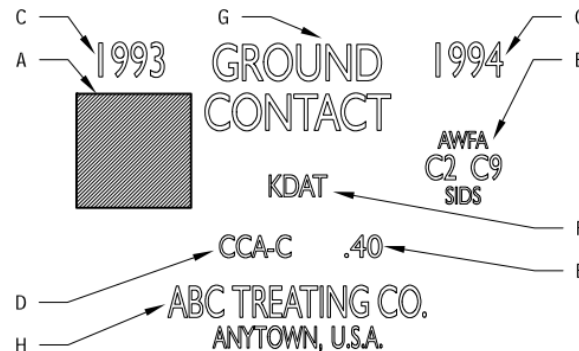 C G
A 1993 GROUND 1994
CONTACT
AWFA
C2 C9
KDAT SIDS
CCA-C .40
D ABC TREATING CO.
H ANYTOWN, U.S.A.